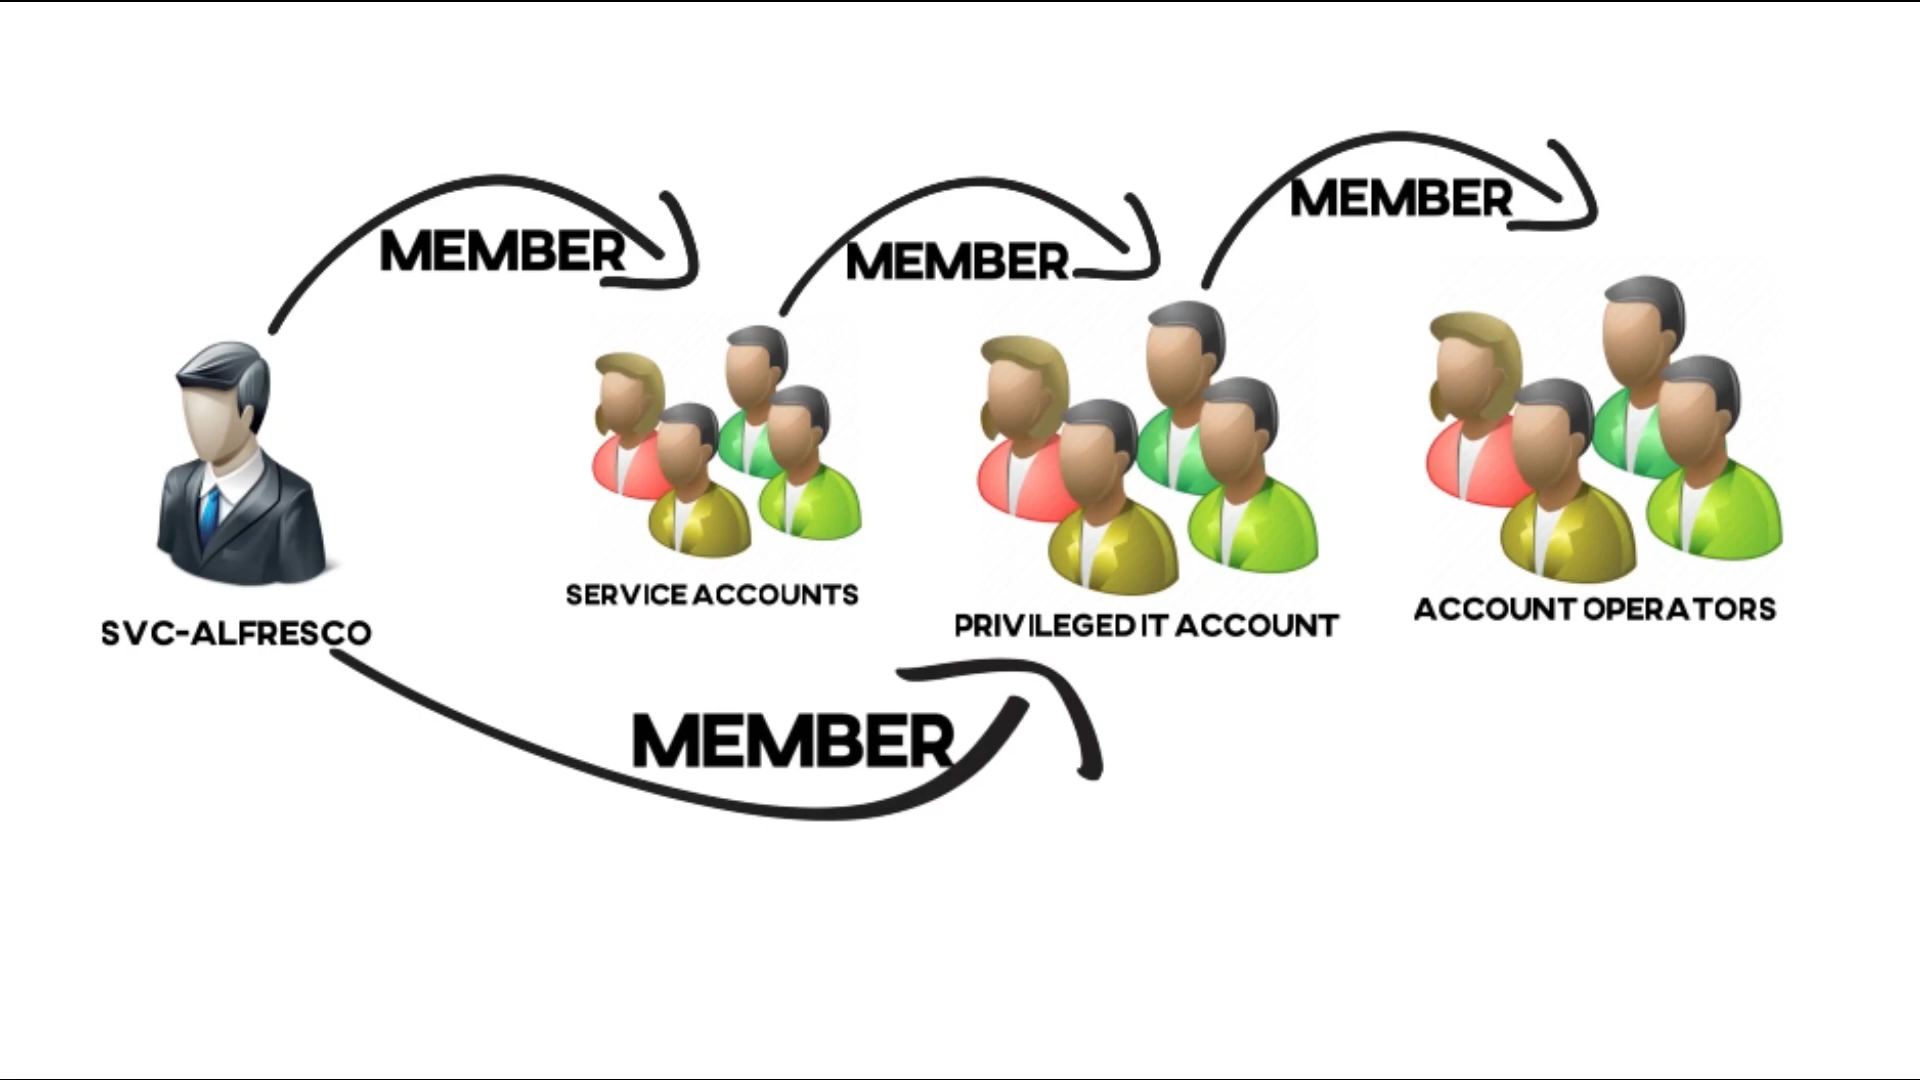 MEMBER
MEMBER
MEMBER
SVC-ALFRESCO
SERVICE ACCOUNTS
PRIVILEGED IT ACCOUNT
ACCOUNT OPERATORS
MEMBER